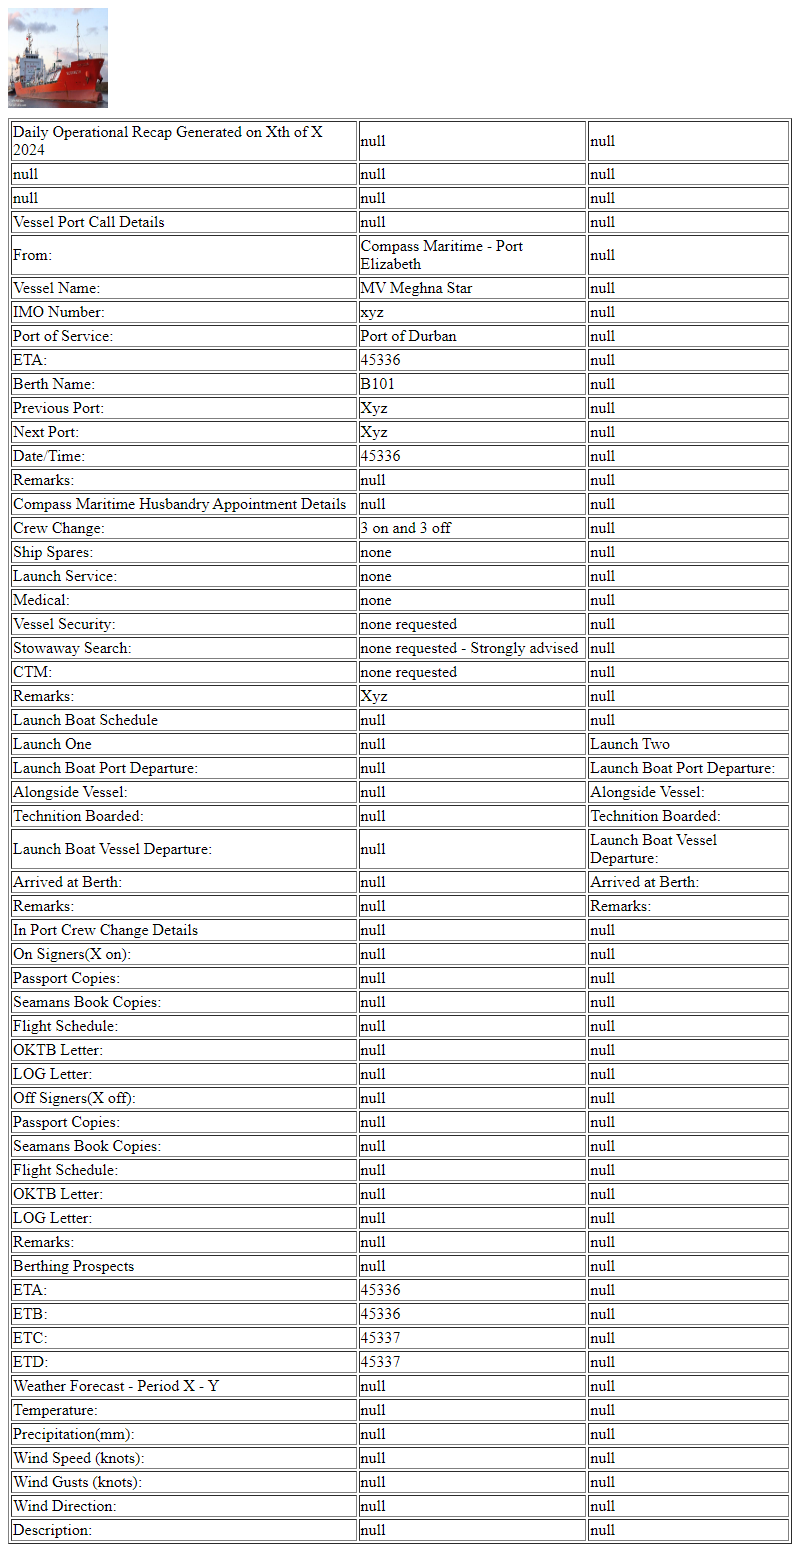 Daily Operational Recap Generated on Xth of X
2024 null null
null null null
null null null
Vessel Port Call Details null null
From: Compass Maritime - Port
Elizabeth null
Vessel Name: MV Meghna Star null
IMO Number: xyz null
Port of Service: Port of Durban null
ETA: 45336 null
Berth Name: B101 null
Previous Port: Xyz null
Next Port: Xyz null
Date/Time: 45336 null
Remarks: null null
Compass Maritime Husbandry Appointment Details null null
Crew Change: 3 on and 3 off null
Ship Spares: none null
Launch Service: none null
Medical: none null
Vessel Security: none requested null
Stowaway Search: none requested - Strongly advised null
CTM: none requested null
Remarks: Xyz null
Launch Boat Schedule null null
Launch One null Launch Two
Launch Boat Port Departure: null Launch Boat Port Departure:
Alongside Vessel: null Alongside Vessel:
Technition Boarded: null Technition Boarded:
Launch Boat Vessel Departure: null Launch Boat Vessel
Departure:
Arrived at Berth: null Arrived at Berth:
Remarks: null Remarks:
In Port Crew Change Details null null
On Signers(X on): null null
Passport Copies: null null
Seamans Book Copies: null null
Flight Schedule: null null
OKTB Letter: null null
LOG Letter: null null
Off Signers(X off): null null
Passport Copies: null null
Seamans Book Copies: null null
Flight Schedule: null null
OKTB Letter: null null
LOG Letter: null null
Remarks: null null
Berthing Prospects null null
ETA: 45336 null
ETB: 45336 null
ETC: 45337 null
ETD: 45337 null
Weather Forecast - Period X - Y null null
Temperature: null null
Precipitation(mm): null null
Wind Speed (knots): null null
Wind Gusts (knots): null null
Wind Direction: null null
Description: null null